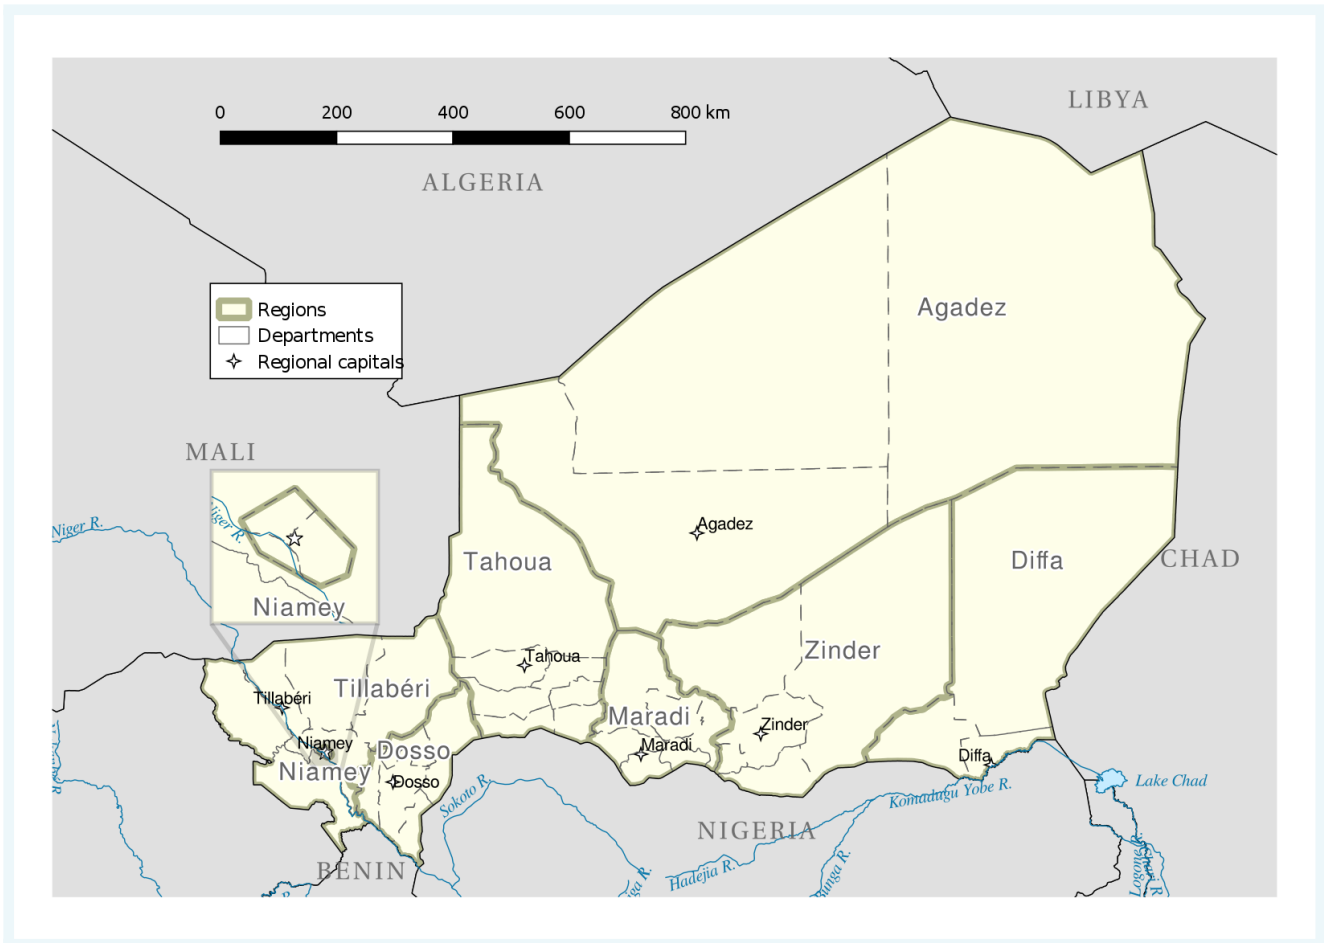 LIBYA
0 200 400 600 800 km
ALGERIA
Agadez
Regions
Departments
Regional capitals
MALI
Niger R.
Niger R.
Agadez
Tahoua
Diffa
CHAD
Niamey
Zinder
Tahoua
Tillabéri
Tillabéri
Maradi
Zinder
Niamey
Maradi
Dosso
Diffa
Niamey
Dosso
Lake Chad
Sokoto R.
Komadugu Yobe R.
NIGERIA
BENIN
Hadejia R.
R.